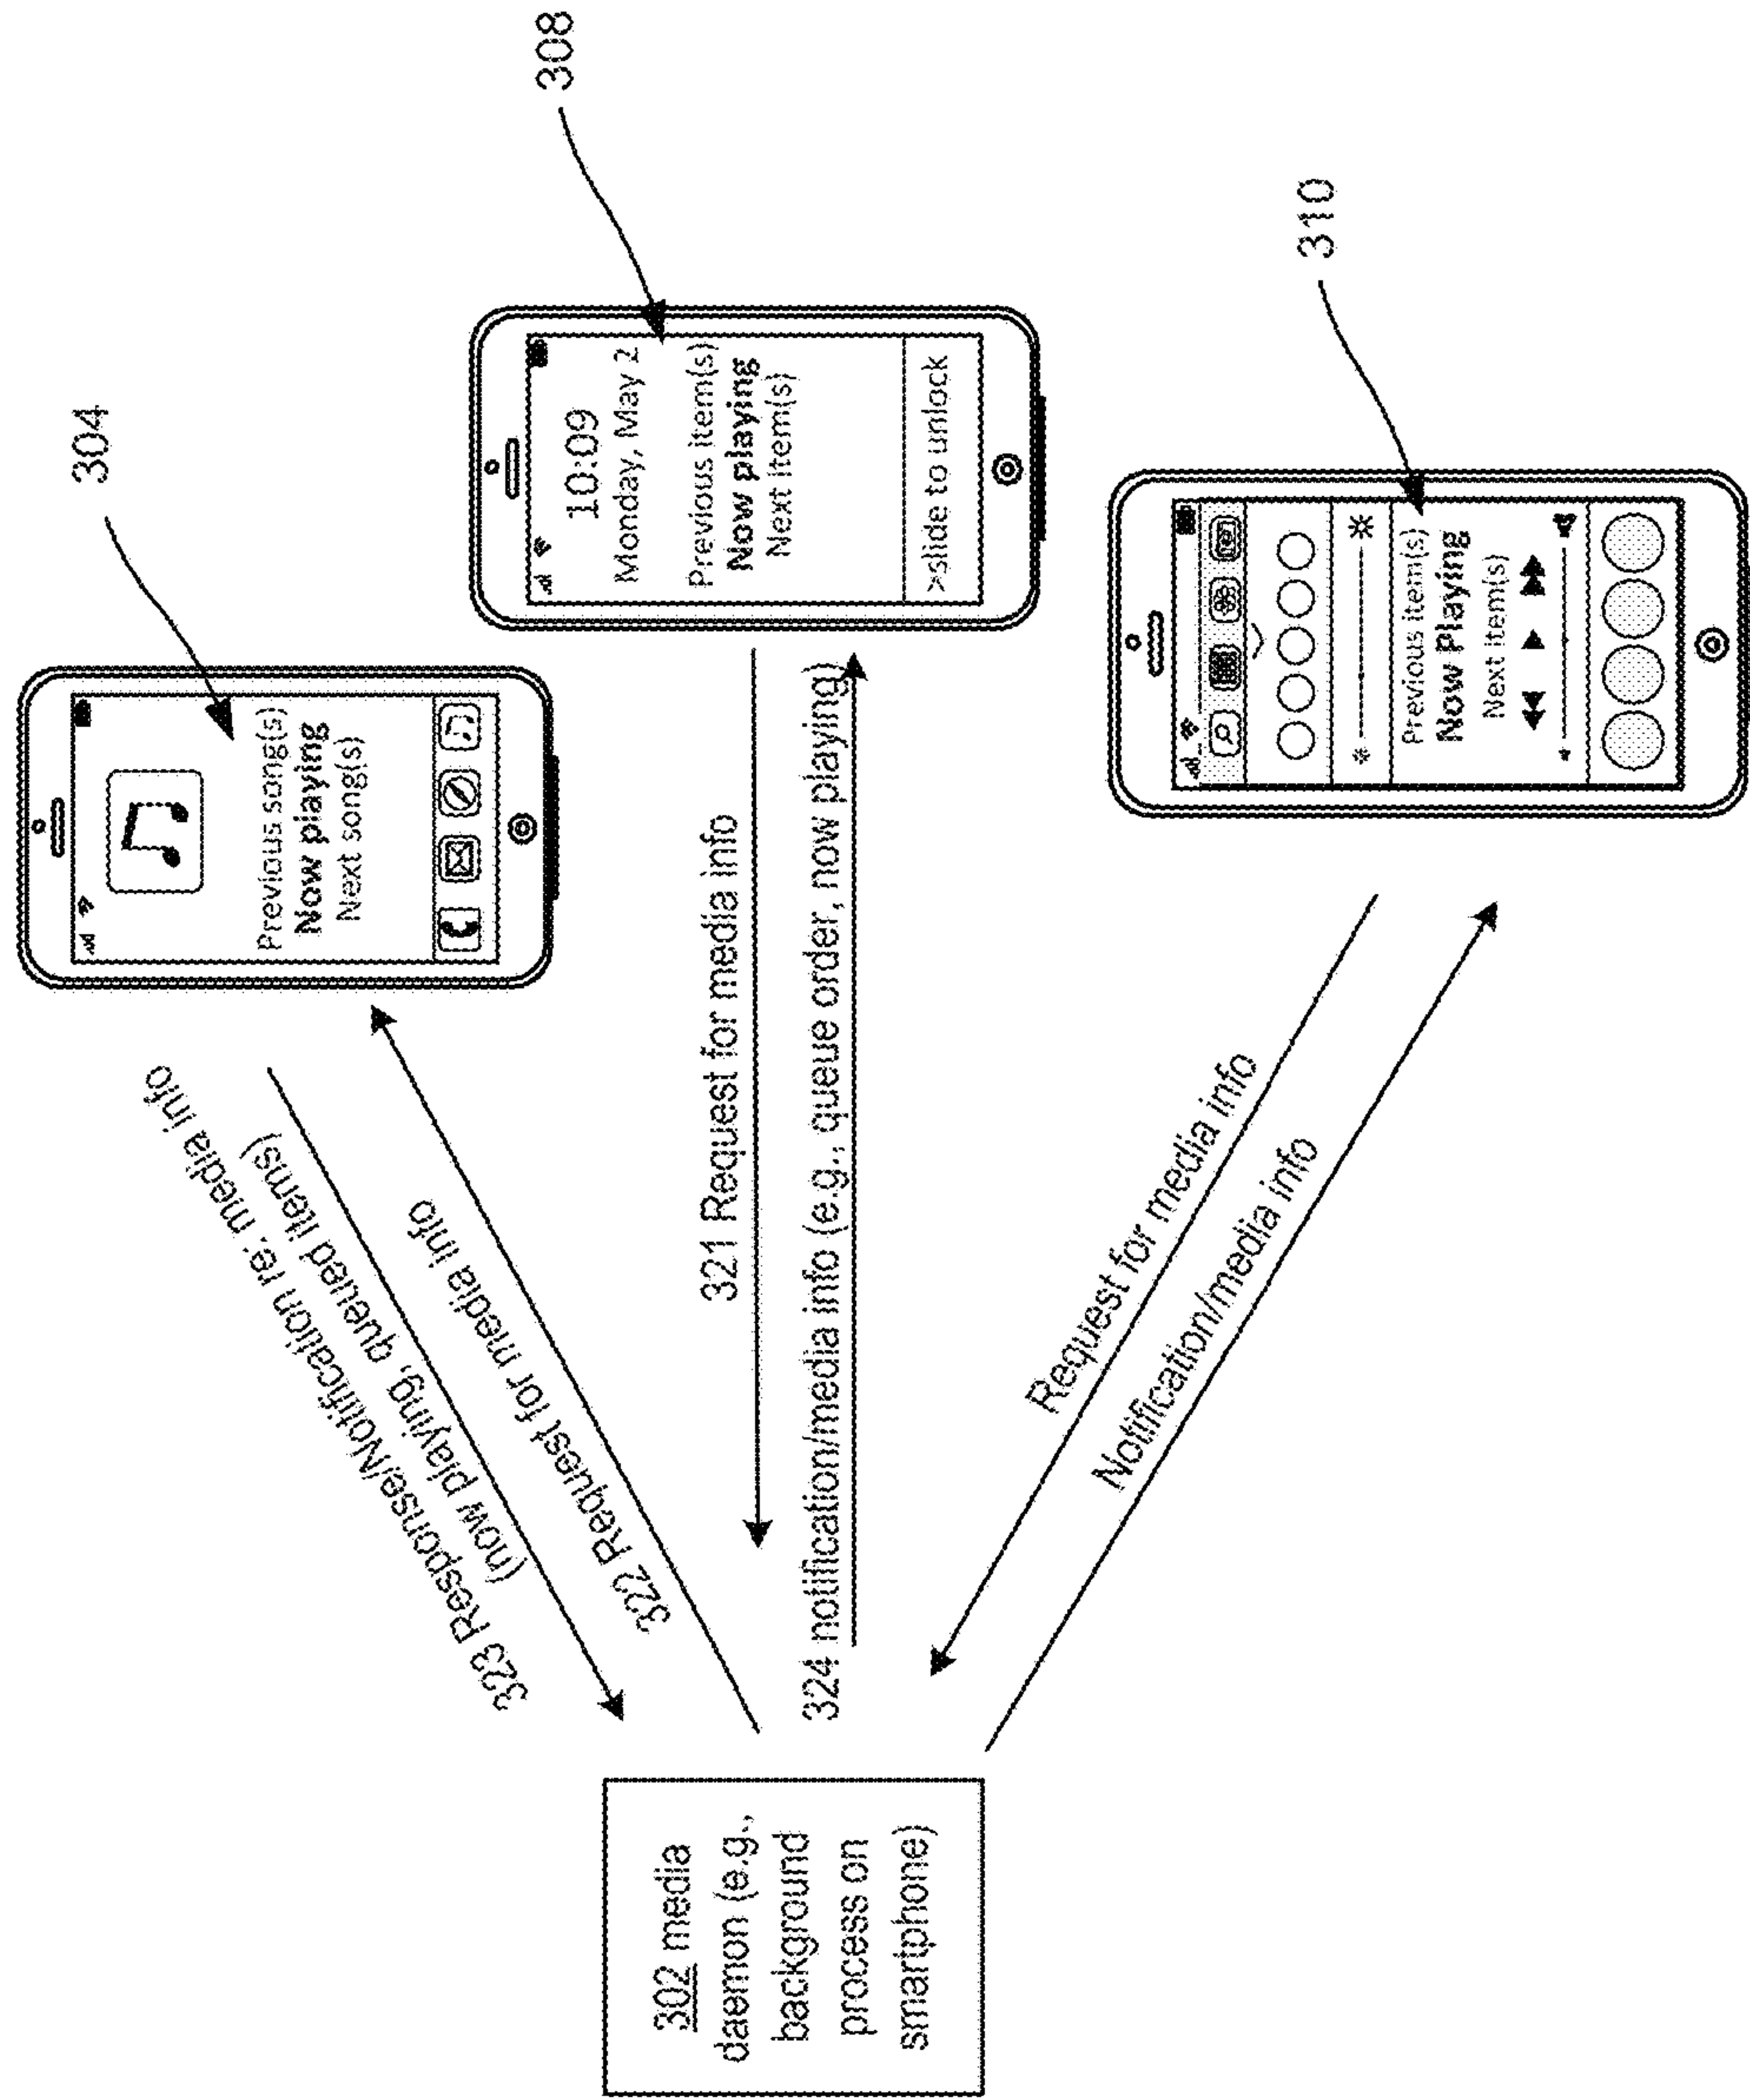 304
Previous song(s)
Now playing
Next song(s)
308
10:09
Monday, May 2
Previous item(s)
Now playing
Next item(s)
>slide to unlock
310
Previous item(s)
Now Playing
Next item(s)
323 Response/Notification re: media info
(now playing, queued items)
322 Request for media info
321 Request for media info
324 notification/media info (e.g., queue order, now playing)
Request for media info
Notification/media info
302 media
daemon (e.g.,
background
process on
smartphone)